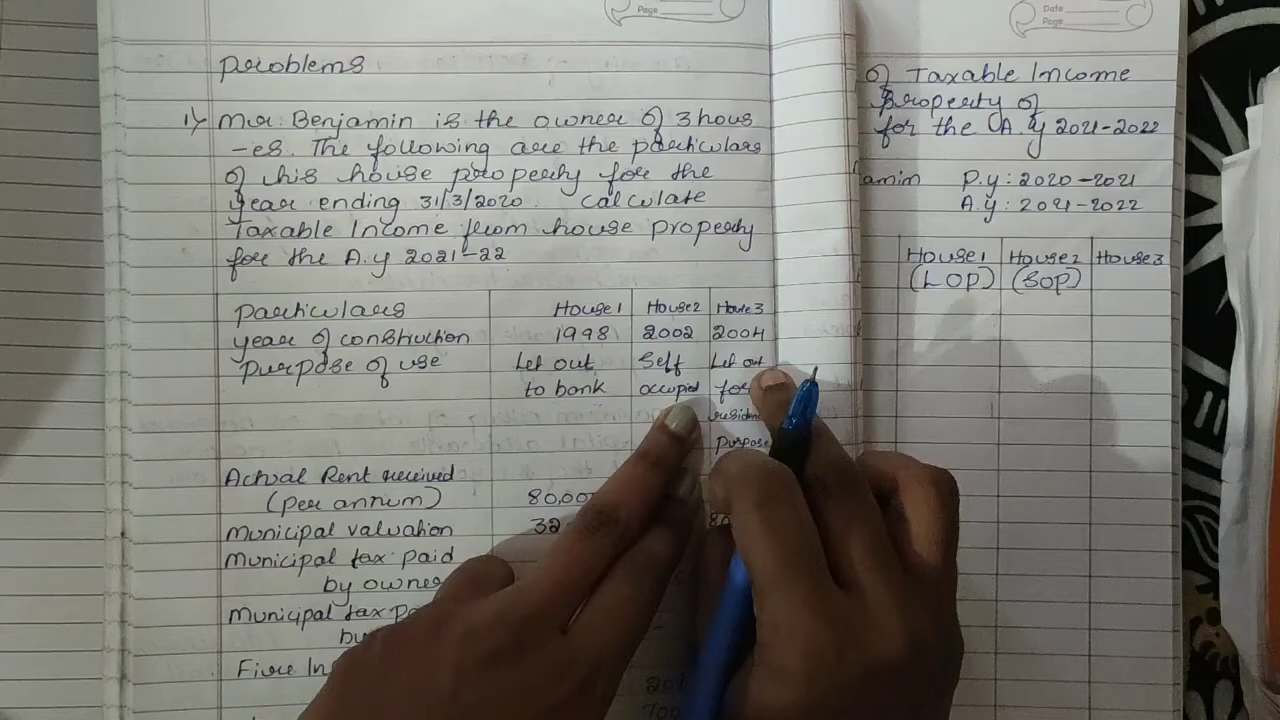 Page
problems
1) Mr. Benjamin is the owner of 3 hous
-es. The following are the particulars
of his house property for the
year ending 31/3/2020. Calculate
Taxable Income from house property
for the A.y 2021-22
Particulars House1 House2 House3
year of construction 1998 2002 2004
purpose of use Let out Self Let out
to bank occupied for
purpose
Actual Rent received
(per annum) 80,00
Municipal valuation 32
Municipal tax paid
by owner
Municipal tax
Fire In
Date
Page
of Taxable Income
property of
for the A.y 2021-2022
amin P.y: 2020-2021
A.y: 2021-2022
House1 House2 House3
(LOP) (SOP)